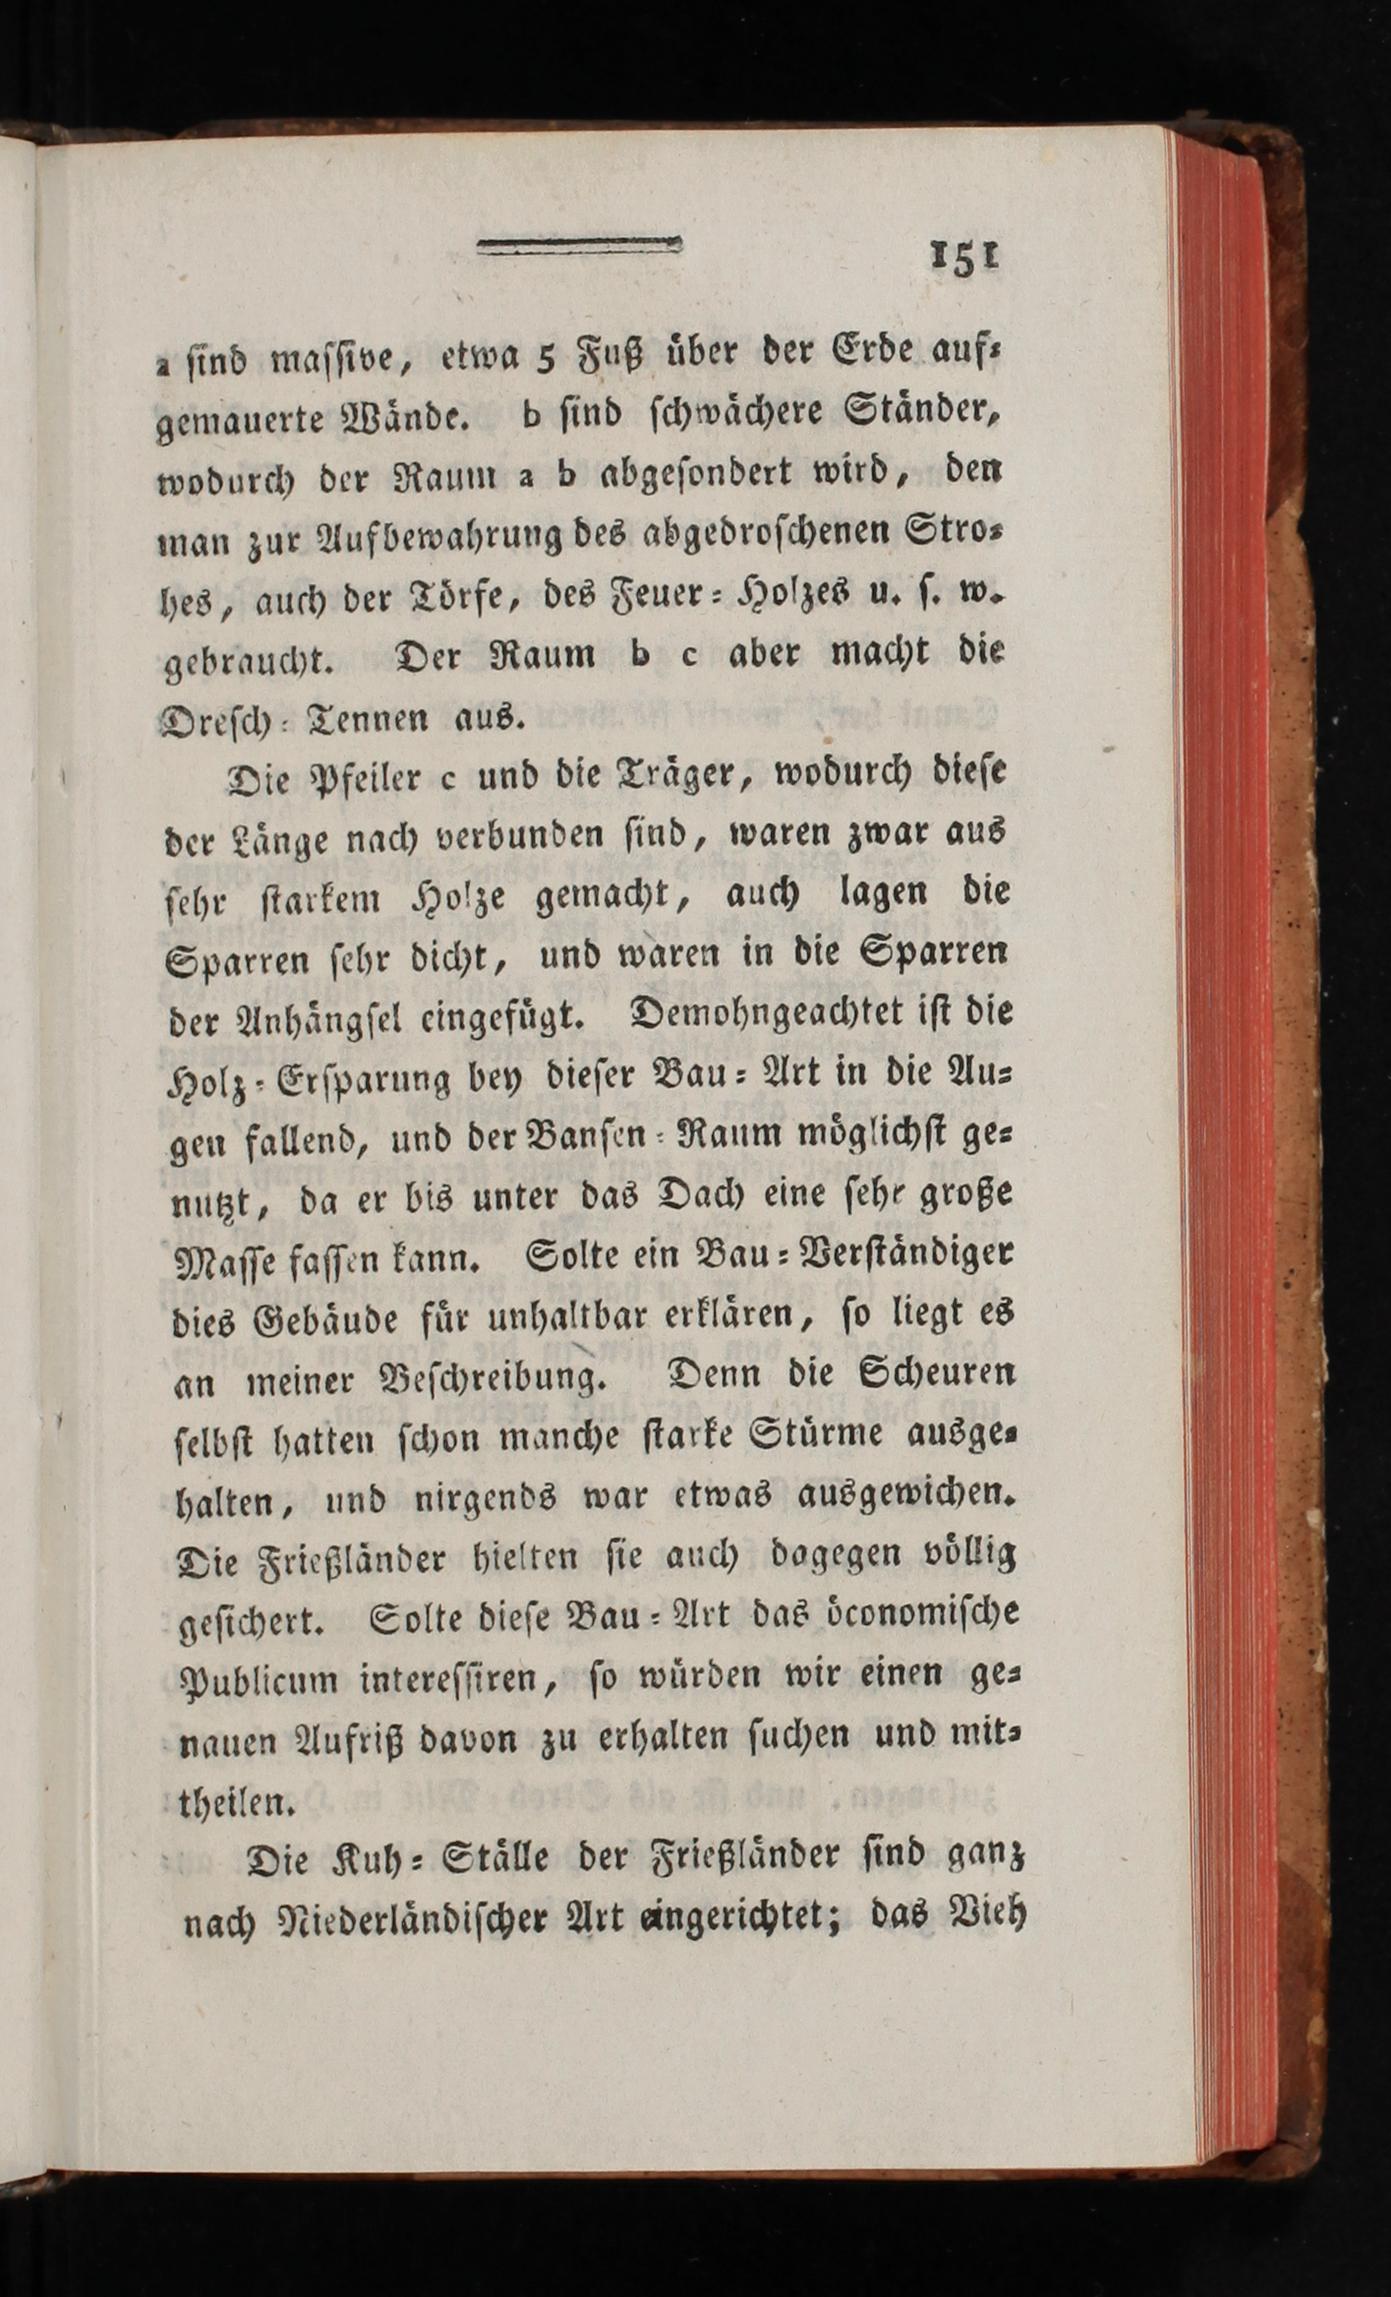 151
a ſind maſſive, etwa 5 Fuß über der Erde auf⸗
gemauerte Wände. b ſind ſchwächere Ständer,
wodurch der Raum a b abgeſondert wird, den
man zur Aufbewahrung des abgedroſchenen Stro⸗
hes, auch der Törfe, des Feuer⸗Holzes u. ſ. w.
gebraucht. Der Raum b c aber macht die
Dreſch⸗Tennen aus.
Die Pfeiler c und die Träger, wodurch dieſe
der Länge nach verbunden ſind, waren zwar aus
ſehr ſtarkem Holze gemacht, auch lagen die
Sparren ſehr dicht, und waren in die Sparren
der Anhängſel eingefügt. Demohngeachtet iſt die
Holz⸗Erſparung bey dieſer Bau⸗Art in die Au⸗
gen fallend, und der Banſen⸗Raum möglichſt ge⸗
nutzt, da er bis unter das Dach eine ſehr große
Maſſe faſſen kann. Solte ein Bau⸗Verſtändiger
dies Gebäude für unhaltbar erklären, ſo liegt es
an meiner Beſchreibung. Denn die Scheuren
ſelbſt hatten ſchon manche ſtarke Stürme ausge⸗
halten, und nirgends war etwas ausgewichen.
Die Frießländer hielten ſie auch dagegen völlig
geſichert. Solte dieſe Bau⸗Art das öconomiſche
Publicum intereſſiren, ſo würden wir einen ge⸗
nauen Aufriß davon zu erhalten ſuchen und mit⸗
theilen.
Die Kuh⸗Ställe der Frießländer ſind ganz
nach Niederländiſcher Art eingerichtet; das Vieh